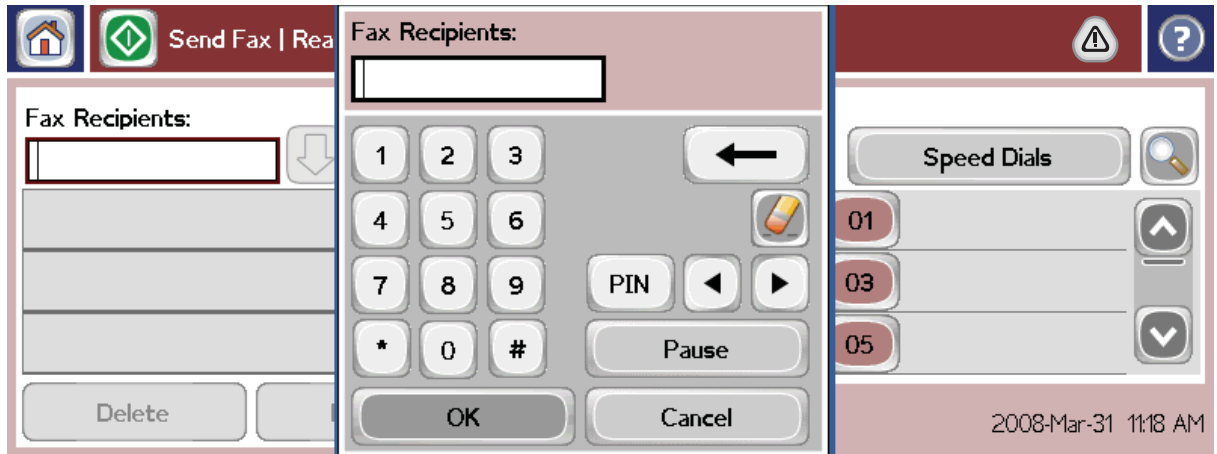 Send Fax | Rea
Fax Recipients:
?
Fax Recipients:
Speed Dials
1 2 3
4 5 6
7 8 9
* 0 #
PIN
Pause
OK
Cancel
01
03
05
Delete
2008-Mar-31 11:18 AM